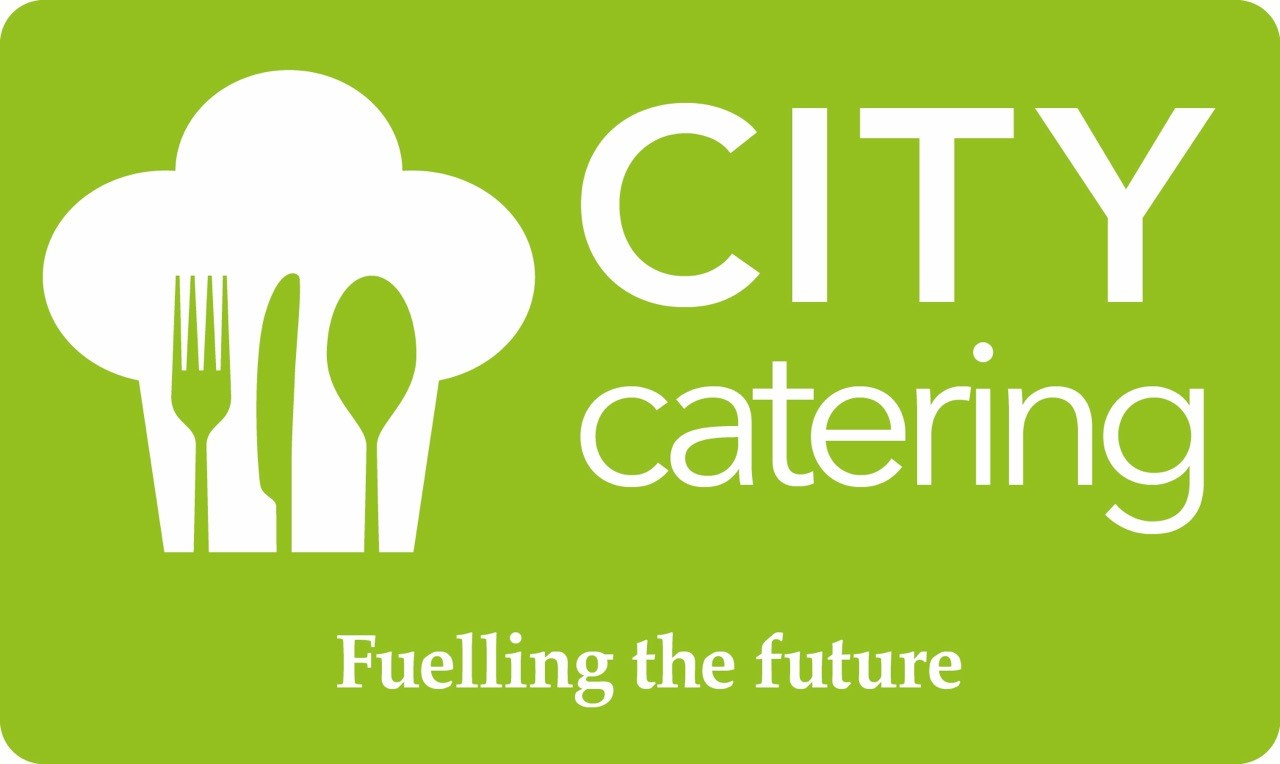 CITY
catering
Fuelling the future